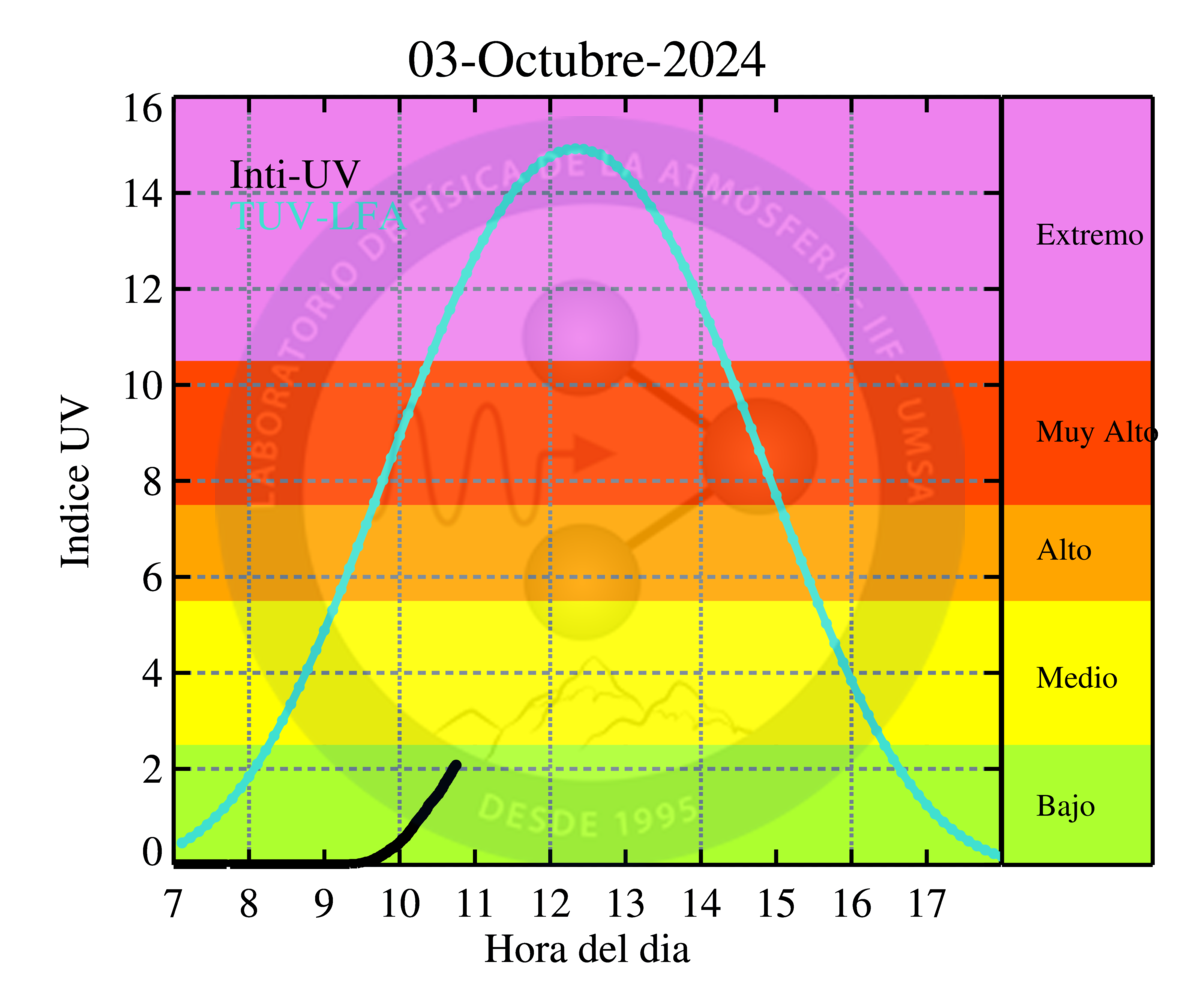 03-Octubre-2024
16
14
12
10
8
6
4
2
0
Indice UV
Inti-UV
TUV-LFA
LABORATORIO DE FÍSICA DE LA ATMÓSFERA - IIF - UMSA
DESDE 1995
Extremo
Muy Alto
Alto
Medio
Bajo
7 8 9 10 11 12 13 14 15 16 17
Hora del dia